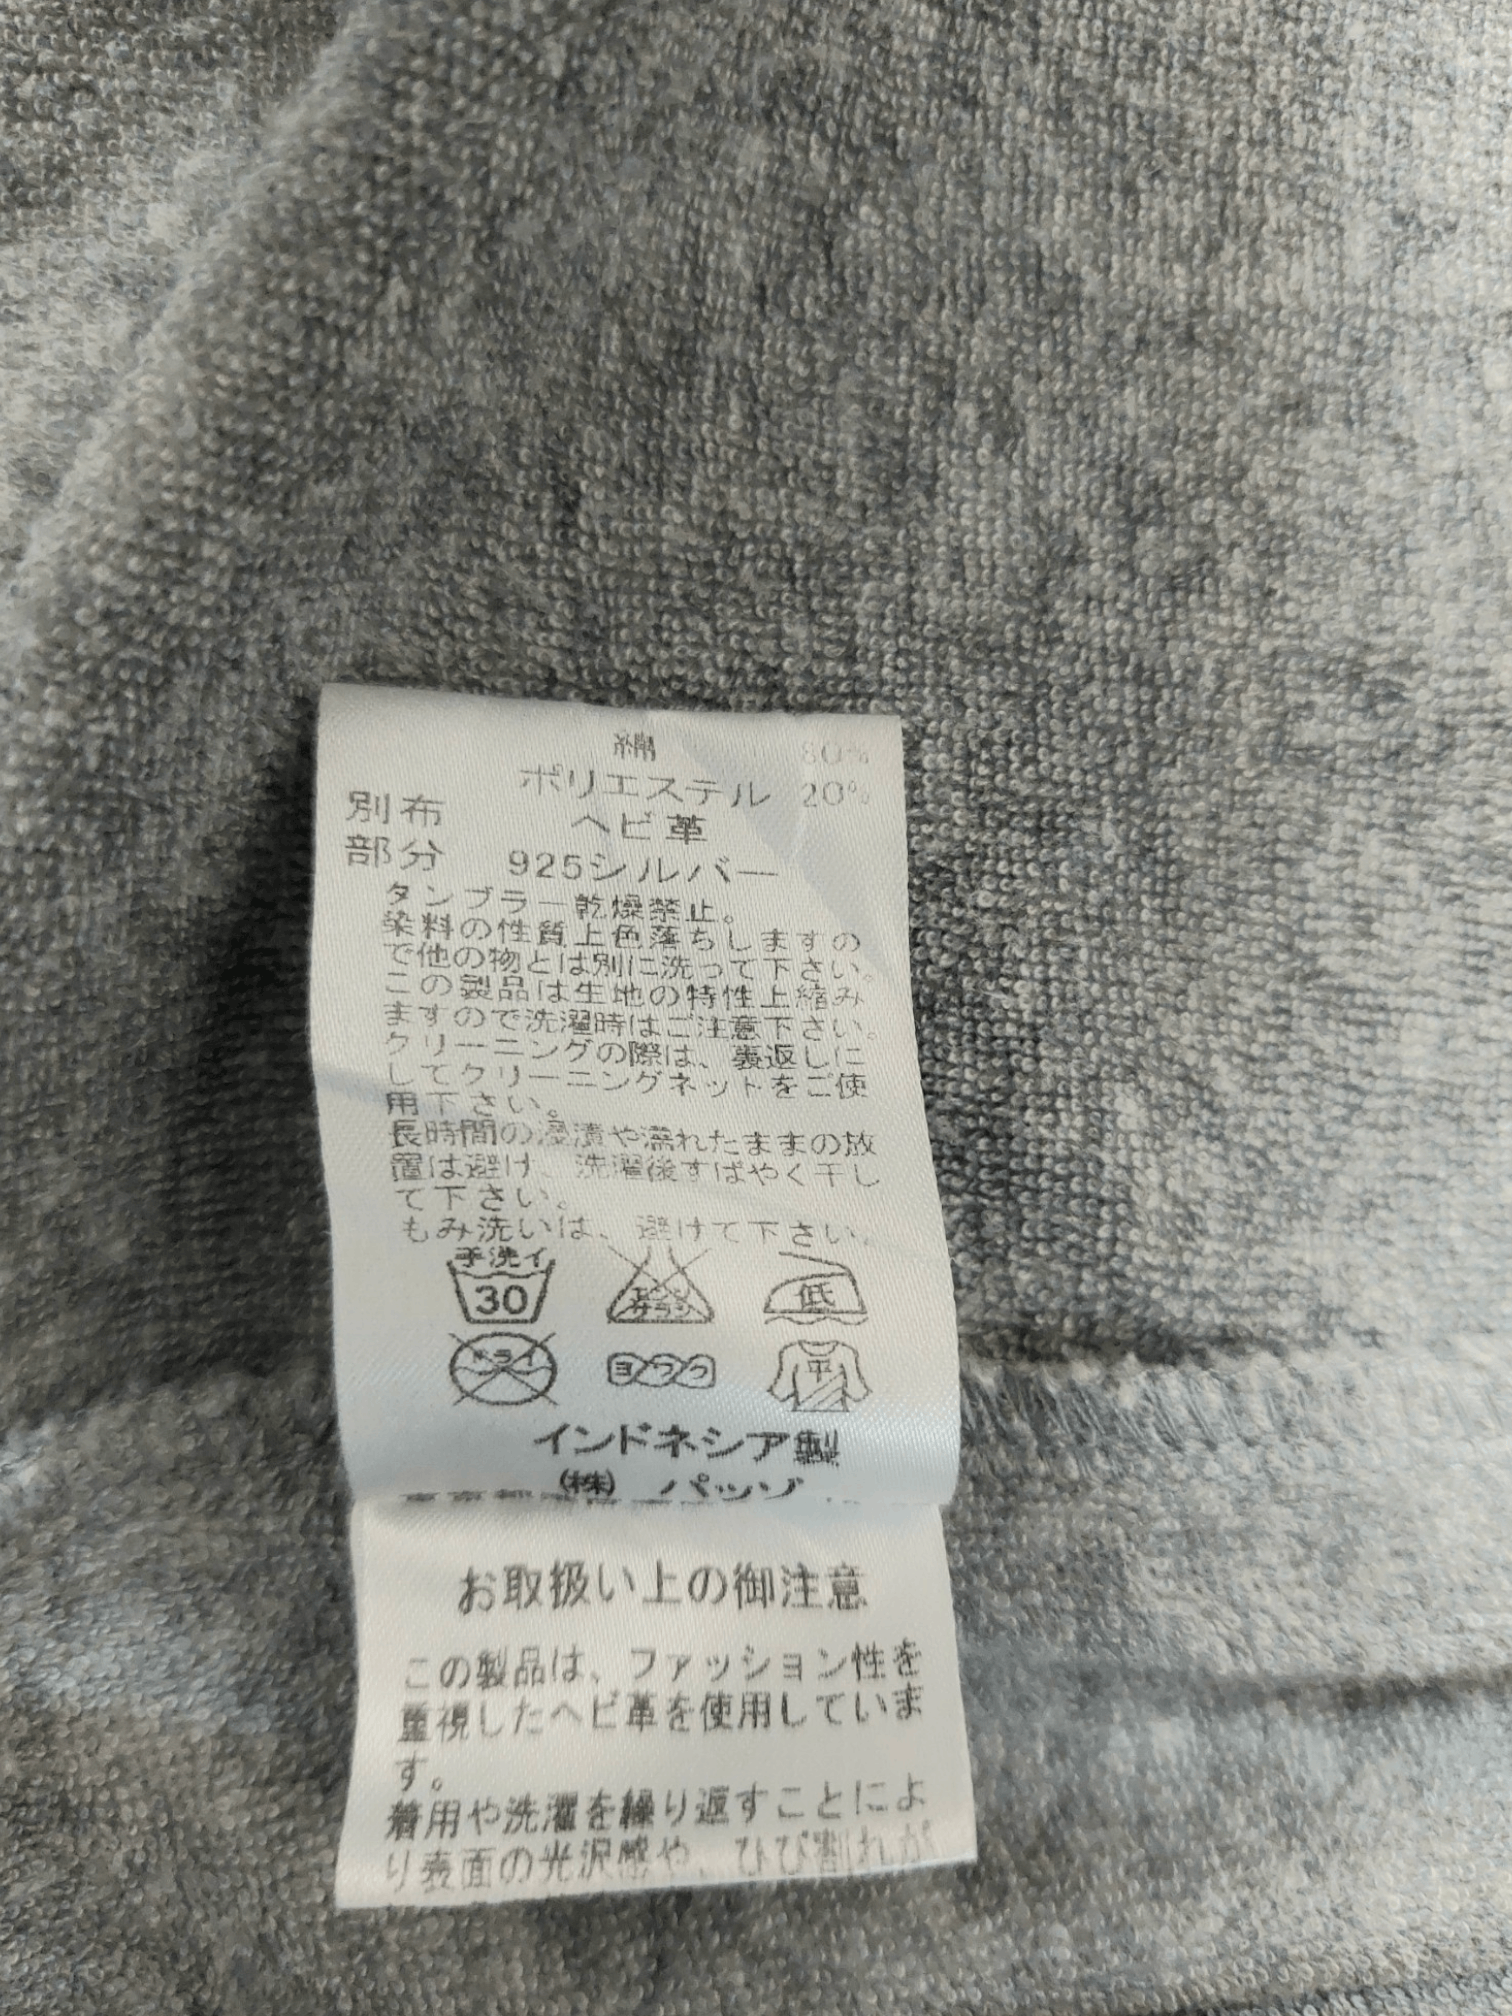 綿 80%
ポリエステル 20%
別布 ヘビ革
部分 925シルバー
タンブラー乾燥禁止。
染料の性質上色落ちしますの
で他の物とは別に洗って下さい。
この製品は生地の特性上縮み
ますので洗濯時はご注意下さい。
クリーニングの際は、裏返しに
してクリーニングネットをご使
用下さい。
長時間の浸漬や濡れたままの放
置は避け、洗濯後すばやく干し
て下さい。
もみ洗いは、避けて下さい。
手洗イ
30
エンソ
サラシ
低
ドライ
ヨワク
平
インドネシア製
(株) パッゾ
お取扱い上の御注意
この製品は、ファッション性を
重視したヘビ革を使用していま
す。
着用や洗濯を繰り返すことによ
り表面の光沢感や、ひび割れが